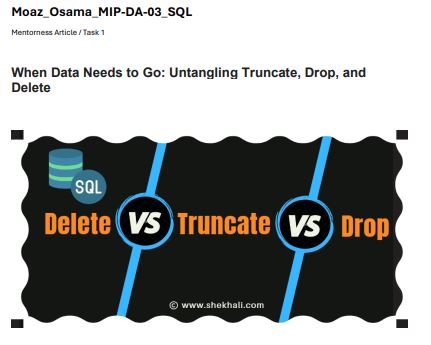 Moaz_Osama_MIP-DA-03_SQL
Mentorness Article / Task 1
When Data Needs to Go: Untangling Truncate, Drop, and
Delete
SQL
Delete VS Truncate VS Drop
© www.shekhali.com